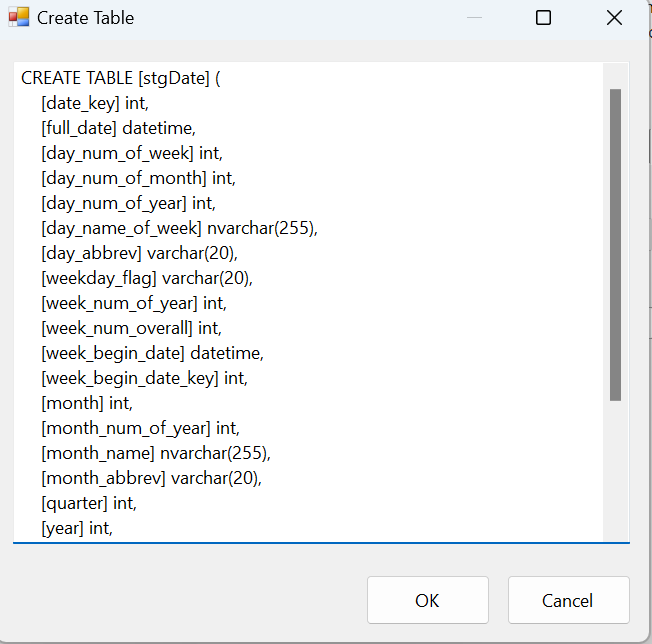 Create Table
CREATE TABLE [stgDate] (
[date_key] int,
[full_date] datetime,
[day_num_of_week] int,
[day_num_of_month] int,
[day_num_of_year] int,
[day_name_of_week] nvarchar(255),
[day_abbrev] varchar(20),
[weekday_flag] varchar(20),
[week_num_of_year] int,
[week_num_overall] int,
[week_begin_date] datetime,
[week_begin_date_key] int,
[month] int,
[month_num_of_year] int,
[month_name] nvarchar(255),
[month_abbrev] varchar(20),
[quarter] int,
[year] int,
OK
Cancel